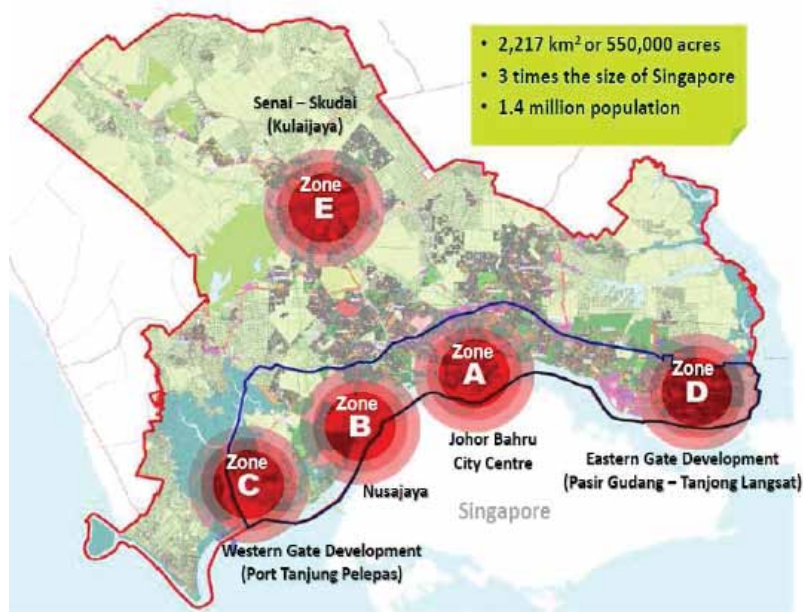 • 2,217 km² or 550,000 acres
• 3 times the size of Singapore
• 1.4 million population
Senai – Skudai
(Kulaijaya)
Zone
E
Zone
A
Zone
D
Zone
B
Zone
C
Johor Bahru
City Centre
Eastern Gate Development
(Pasir Gudang – Tanjong Langsat)
Nusajaya
Singapore
Western Gate Development
(Port Tanjung Pelepas)